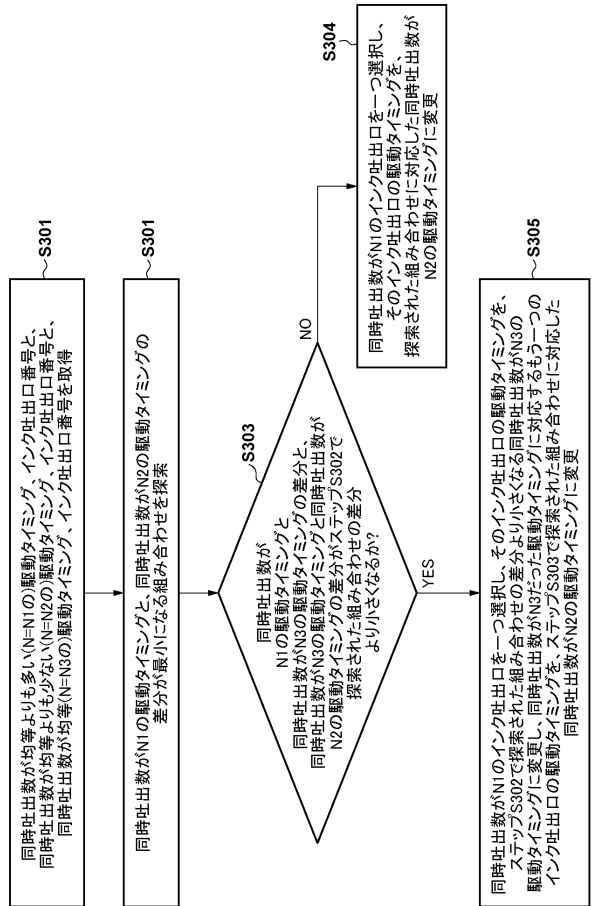 S301
同時吐出数が均等よりも多い(N=N1の)駆動タイミング、インク吐出口番号と、
同時吐出数が均等よりも少ない(N=N2の)駆動タイミング、インク吐出口番号と、
同時吐出数が均等(N=N3の)駆動タイミング、インク吐出口番号を取得
S301
同時吐出数がN1の駆動タイミングと、同時吐出数がN2の駆動タイミングの
差分が最小になる組み合わせを探索
S303
同時吐出数が
N1の駆動タイミングと
同時吐出数がN3の駆動タイミングの差分と、
同時吐出数がN3の駆動タイミングと同時吐出数が
N2の駆動タイミングの差分がステップS302で
探索された組み合わせの差分
より小さくなるか?
NO
S304
同時吐出数がN1のインク吐出口を一つ選択し、
そのインク吐出口の駆動タイミングを、
探索された組み合わせに対応した同時吐出数が
N2の駆動タイミングに変更
YES
S305
同時吐出数がN1のインク吐出口を一つ選択し、そのインク吐出口の駆動タイミングを、
ステップS302で探索された組み合わせの差分より小さくなる同時吐出数がN3の
駆動タイミングに変更し、同時吐出数がN3だった駆動タイミングに対応するもう一つの
インク吐出口の駆動タイミングを、ステップS303で探索された組み合わせに対応した
同時吐出数がN2の駆動タイミングに変更